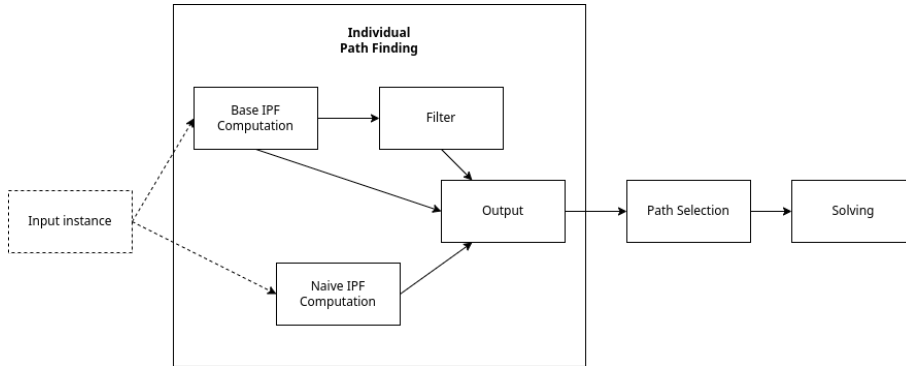 Individual
Path Finding
Base IPF
Computation
Filter
Input instance
Output
Path Selection
Solving
Naive IPF
Computation